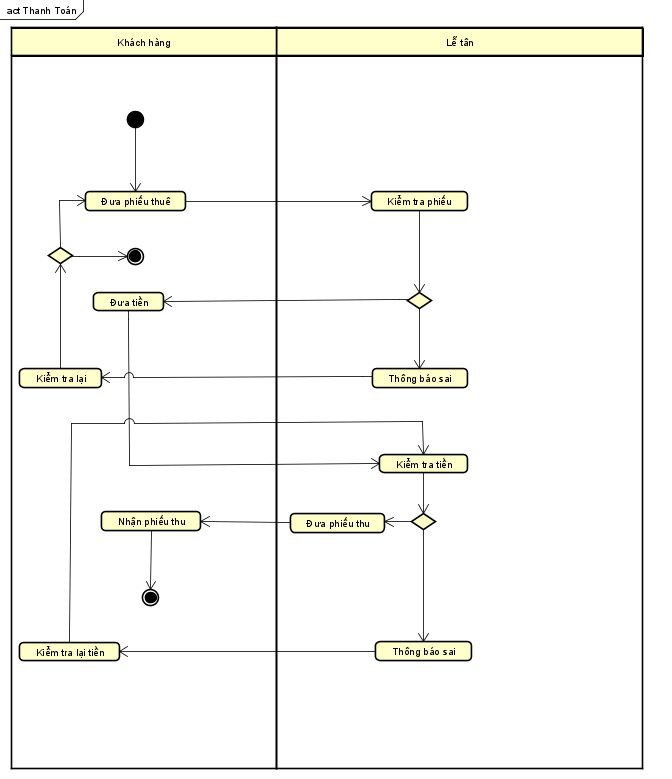 act Thanh Toán
Khách hàng
Lễ tân
Đưa phiếu thuê
Kiểm tra phiếu
Đưa tiền
Kiểm tra lại
Thông báo sai
Kiểm tra tiền
Nhận phiếu thu
Đưa phiếu thu
Kiểm tra lại tiền
Thông báo sai